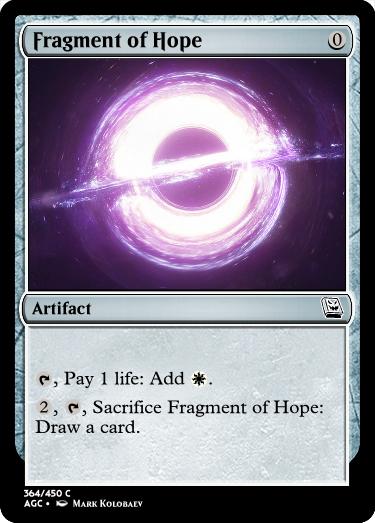 Fragment of Hope 0
Artifact
, Pay 1 life: Add .
2, , Sacrifice Fragment of Hope:
Draw a card.
364/450 C
AGC • Mark Kolobaev